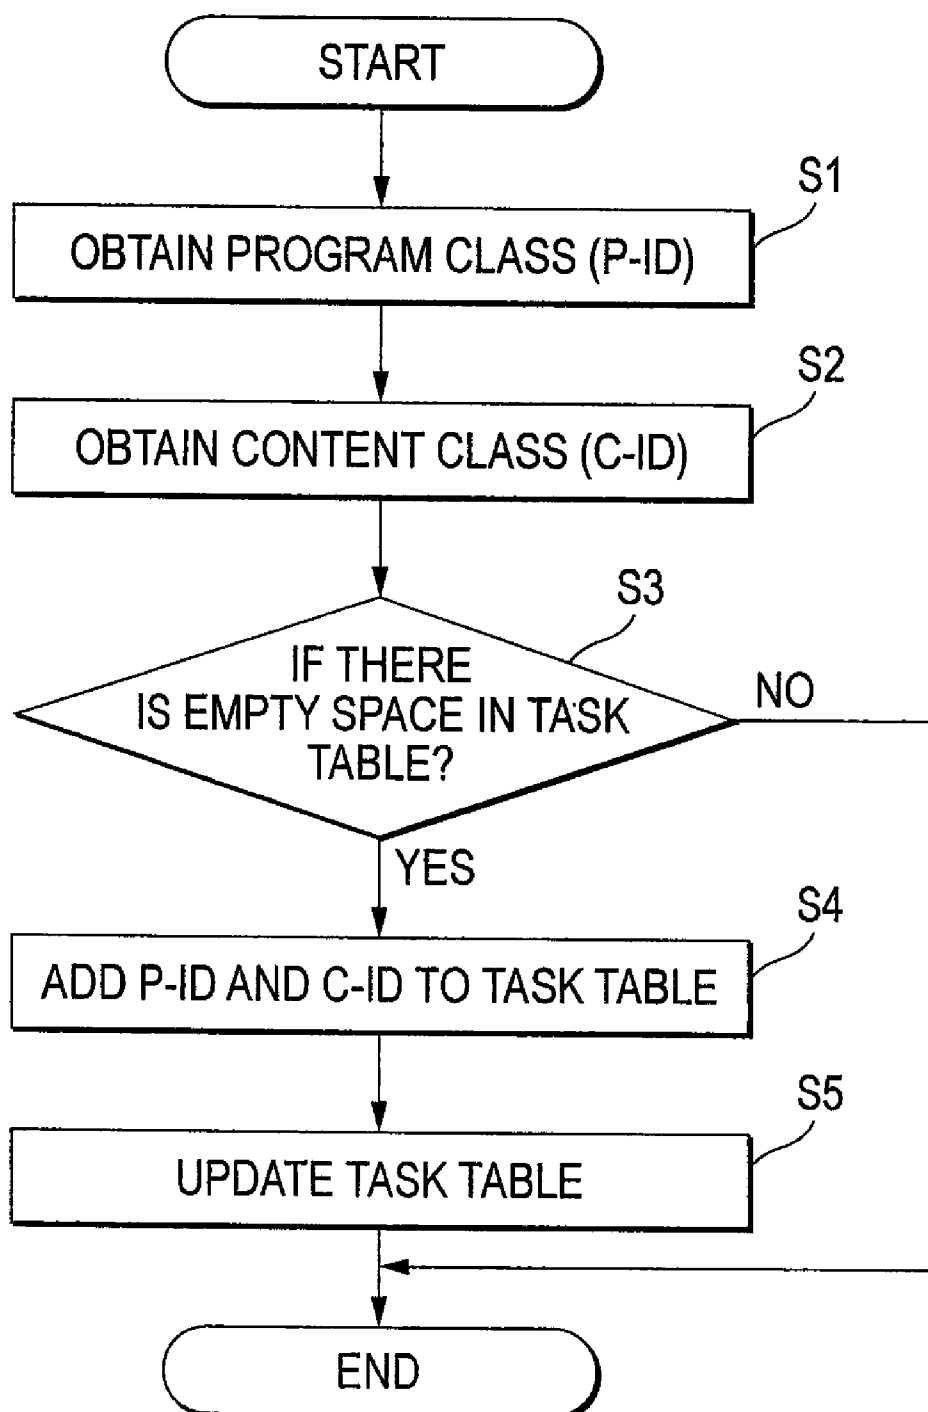 START
S1
OBTAIN PROGRAM CLASS (P-ID)
S2
OBTAIN CONTENT CLASS (C-ID)
S3
IF THERE
IS EMPTY SPACE IN TASK
TABLE?
NO
YES
S4
ADD P-ID AND C-ID TO TASK TABLE
S5
UPDATE TASK TABLE
END